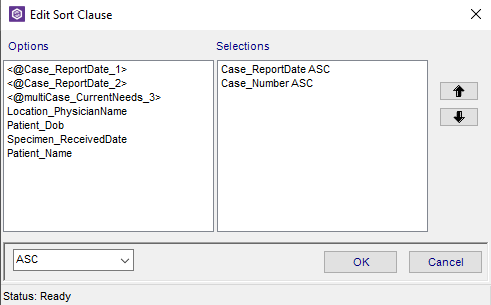 Edit Sort Clause
Options
Selections
<@Case_ReportDate_1>
<@Case_ReportDate_2>
<@multiCase_CurrentNeeds_3>
Location_PhysicianName
Patient_Dob
Specimen_ReceivedDate
Patient_Name
Case_ReportDate ASC
Case_Number ASC
ASC
OK
Cancel
Status: Ready